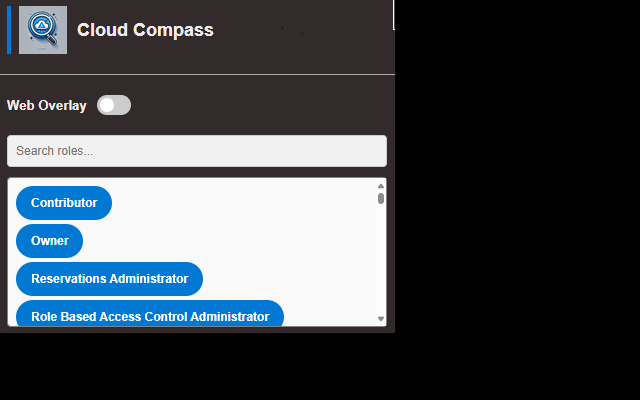 Cloud Compass
Web Overlay
Search roles...
Contributor
Owner
Reservations Administrator
Role Based Access Control Administrator